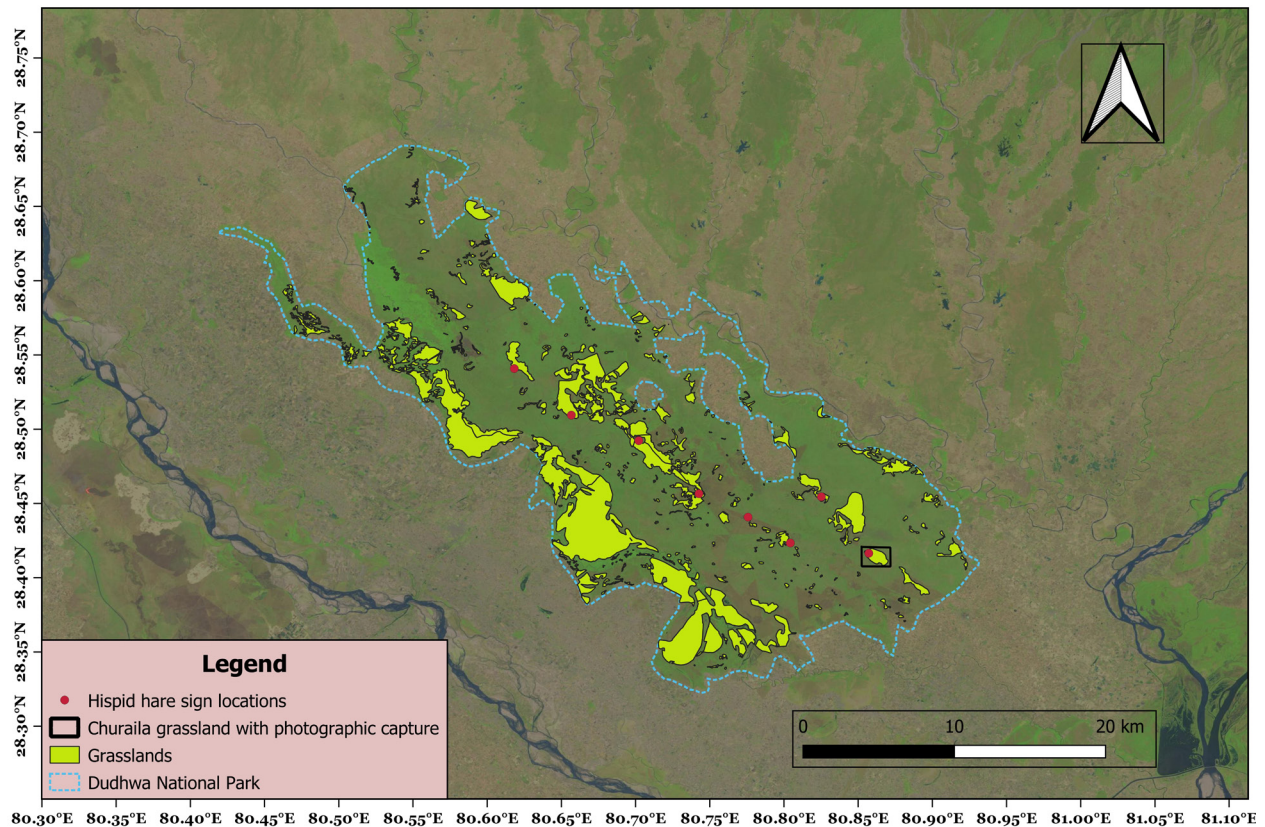 28.75°N
28.70°N
28.65°N
28.60°N
28.55°N
28.50°N
28.45°N
28.40°N
28.35°N
28.30°N
Legend
Hispid hare sign locations
Churaila grassland with photographic capture
Grasslands
Dudhwa National Park
0 10 20 km
80.30°E 80.35°E 80.40°E 80.45°E 80.50°E 80.55°E 80.60°E 80.65°E 80.70°E 80.75°E 80.80°E 80.85°E 80.90°E 80.95°E 81.00°E 81.05°E 81.10°E